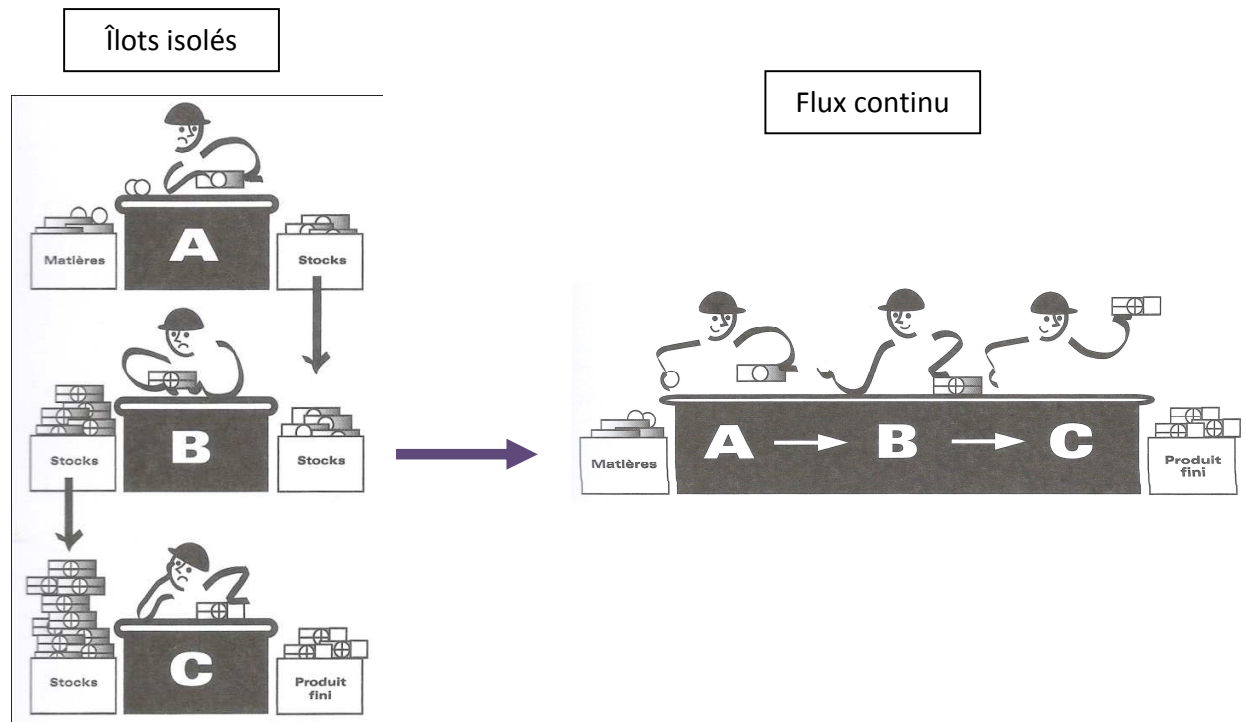 Îlots isolés
Flux continu
A
Matières
Stocks
B
Stocks
Stocks
C
Stocks
Produit
fini
A B C
Matières
Produit
fini